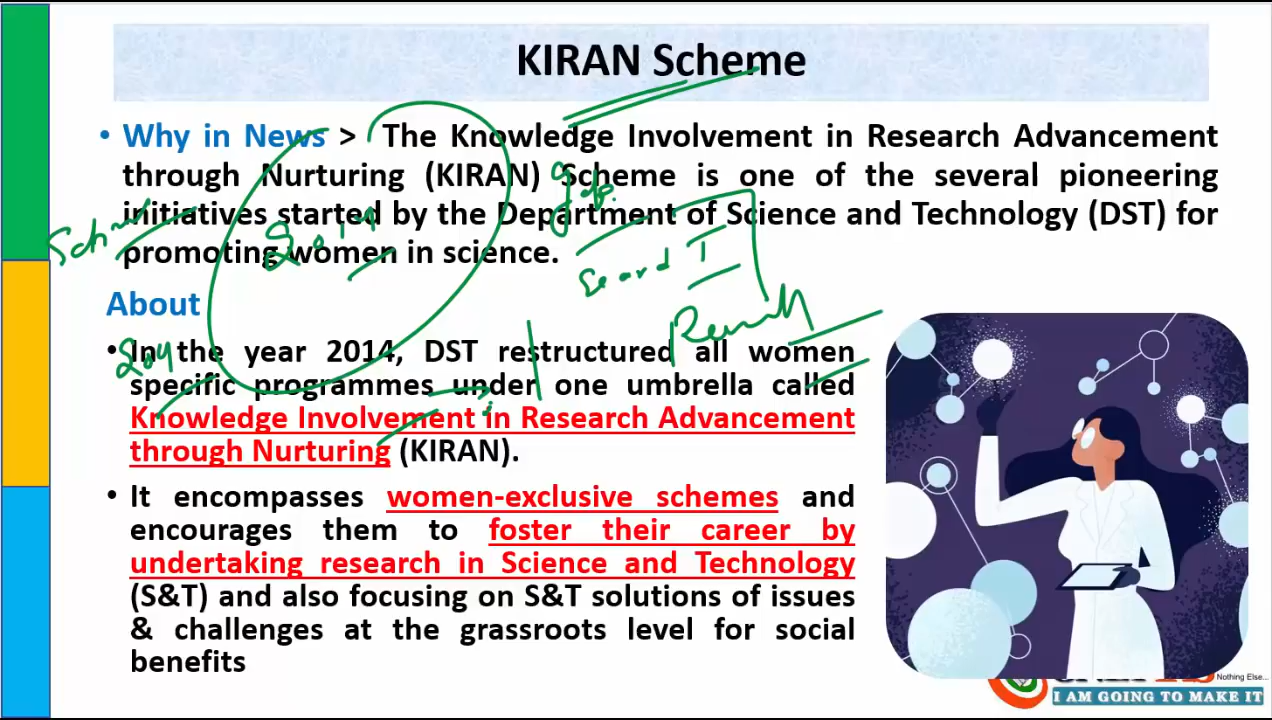 KIRAN Scheme
• Why in News > The Knowledge Involvement in Research Advancement
through Nurturing (KIRAN) Scheme is one of the several pioneering
initiatives started by the Department of Science and Technology (DST) for
promoting women in science.
2014
About
• In the year 2014, DST restructured all women
specific programmes under one umbrella called
Knowledge Involvement in Research Advancement
through Nurturing (KIRAN).
• It encompasses women-exclusive schemes and
encourages them to foster their career by
undertaking research in Science and Technology
(S&T) and also focusing on S&T solutions of issues
& challenges at the grassroots level for social
benefits
Nothing Else...
I AM GOING TO MAKE IT